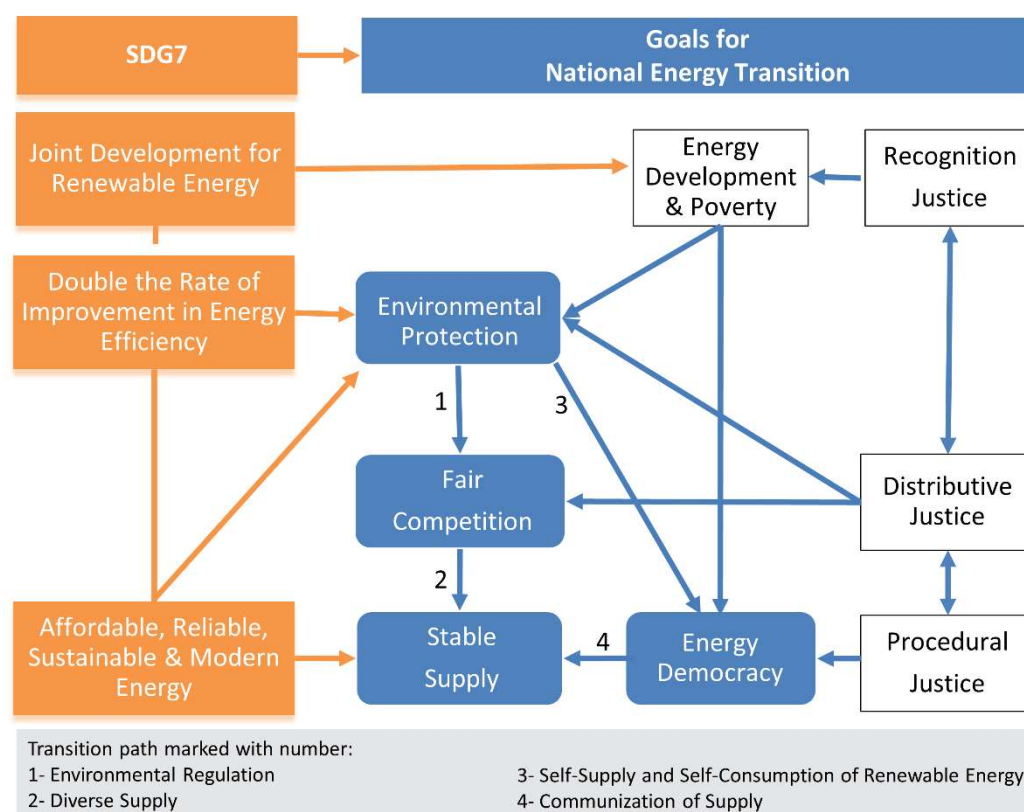 SDG7
Goals for
National Energy Transition
Joint Development for
Renewable Energy
Energy
Development
& Poverty
Recognition
Justice
Double the Rate of
Improvement in Energy
Efficiency
Environmental
Protection
1
3
Fair
Competition
Distributive
Justice
2
Affordable, Reliable,
Sustainable & Modern
Energy
Stable
Supply
4
Energy
Democracy
Procedural
Justice
Transition path marked with number:
1- Environmental Regulation
2- Diverse Supply
3- Self-Supply and Self-Consumption of Renewable Energy
4- Communization of Supply